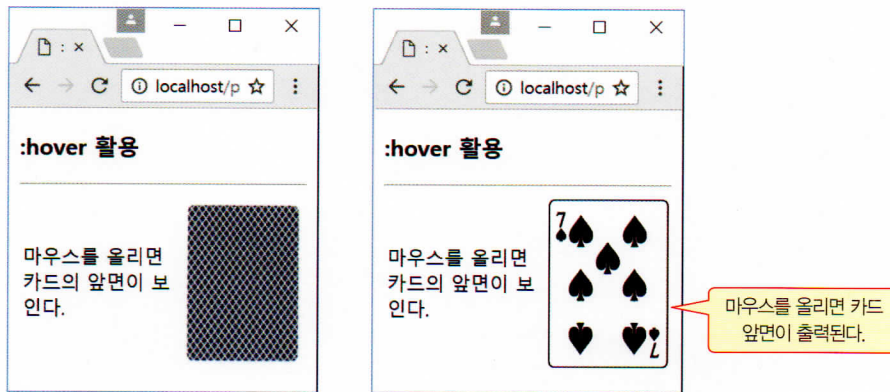 : ×
localhost/p
:hover 활용
마우스를 올리면
카드의 앞면이 보
인다.
: ×
localhost/p
:hover 활용
마우스를 올리면
카드의 앞면이 보
인다.
7
7
마우스를 올리면 카드
앞면이 출력된다.